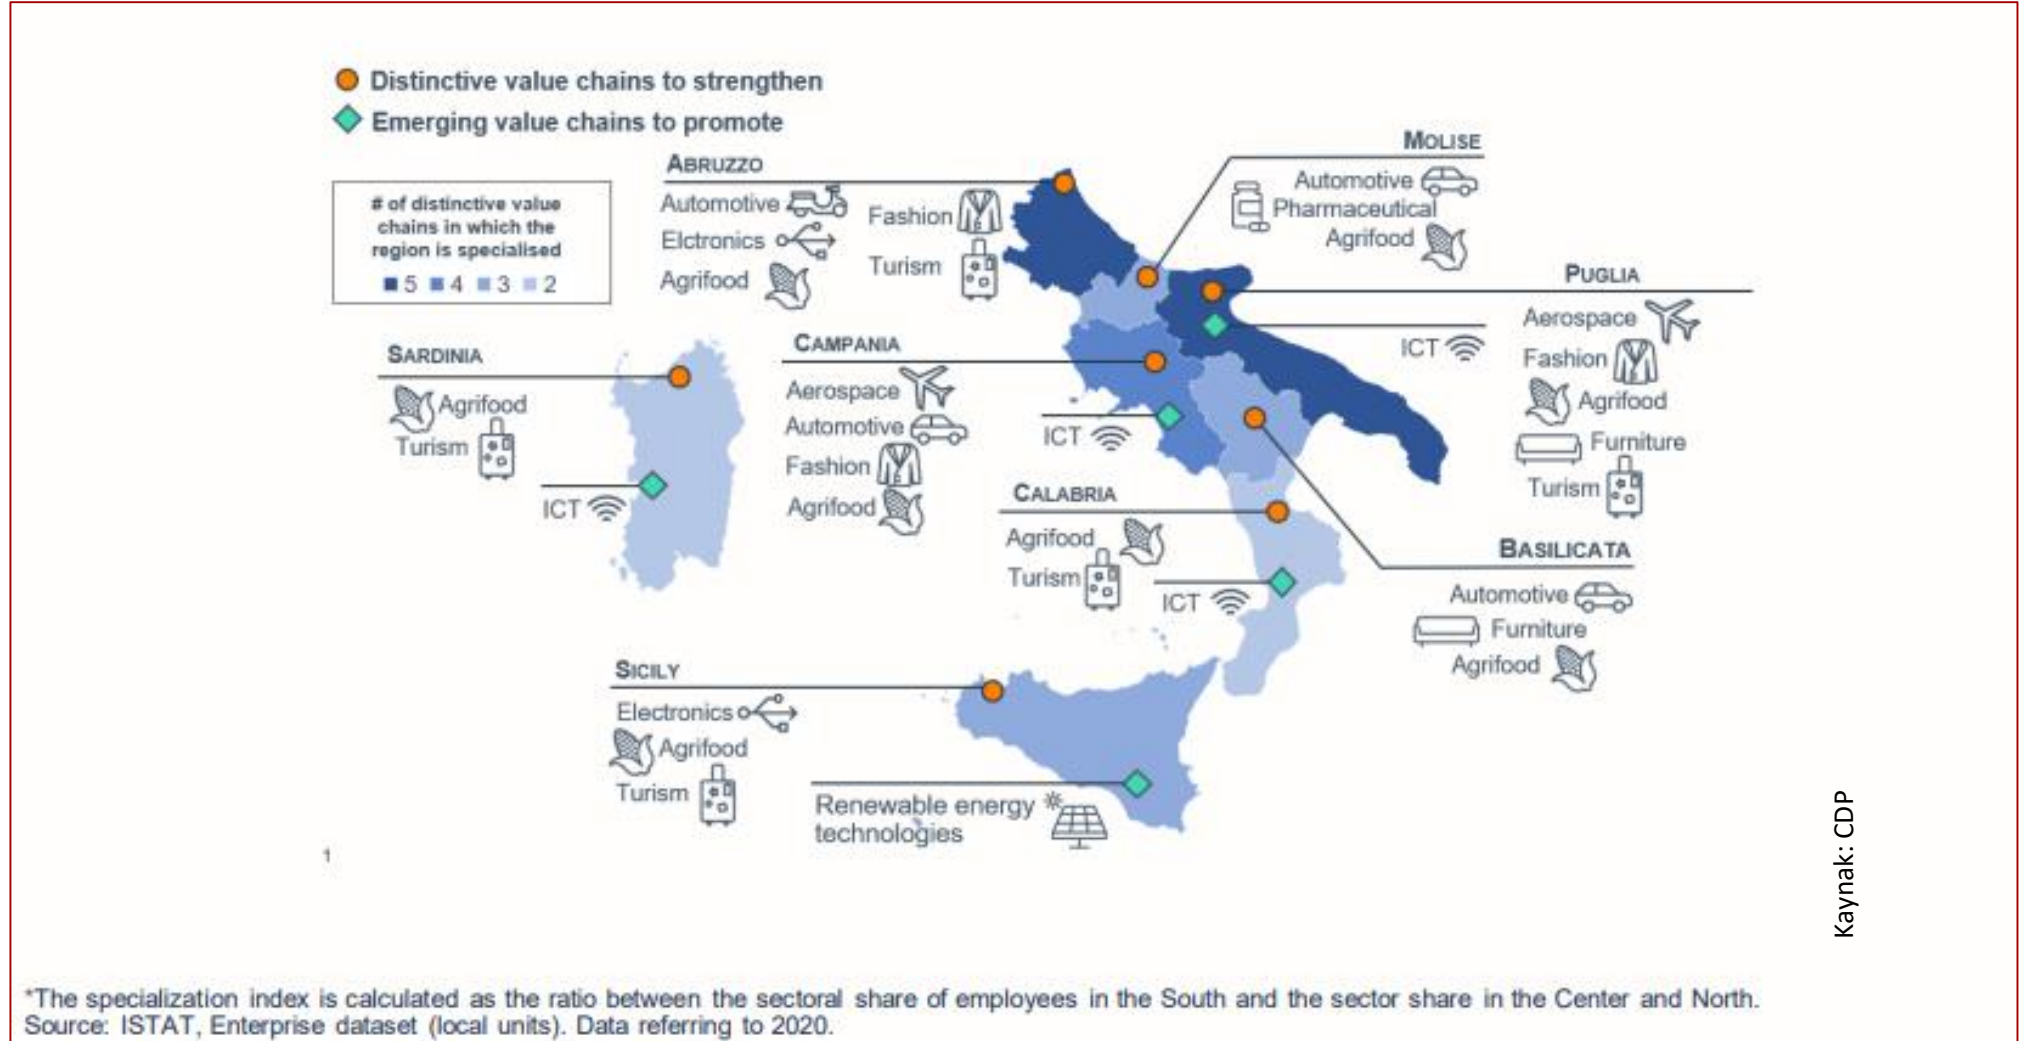 Distinctive value chains to strengthen
Emerging value chains to promote
# of distinctive value
chains in which the
region is specialised
5 4 3 2
ABRUZZO
Automotive
Elctronics
Agrifood
Fashion
Turism
MOLISE
Automotive
Pharmaceutical
Agrifood
PUGLIA
Aerospace
Fashion
Agrifood
Furniture
Turism
ICT
SARDINIA
Agrifood
Turism
ICT
CAMPANIA
Aerospace
Automotive
Fashion
Agrifood
ICT
CALABRIA
Agrifood
Turism
ICT
BASILICATA
Automotive
Furniture
Agrifood
SICILY
Electronics
Agrifood
Turism
Renewable energy
technologies
1
Kaynak: CDP
*The specialization index is calculated as the ratio between the sectoral share of employees in the South and the sector share in the Center and North.
Source: ISTAT, Enterprise dataset (local units). Data referring to 2020.